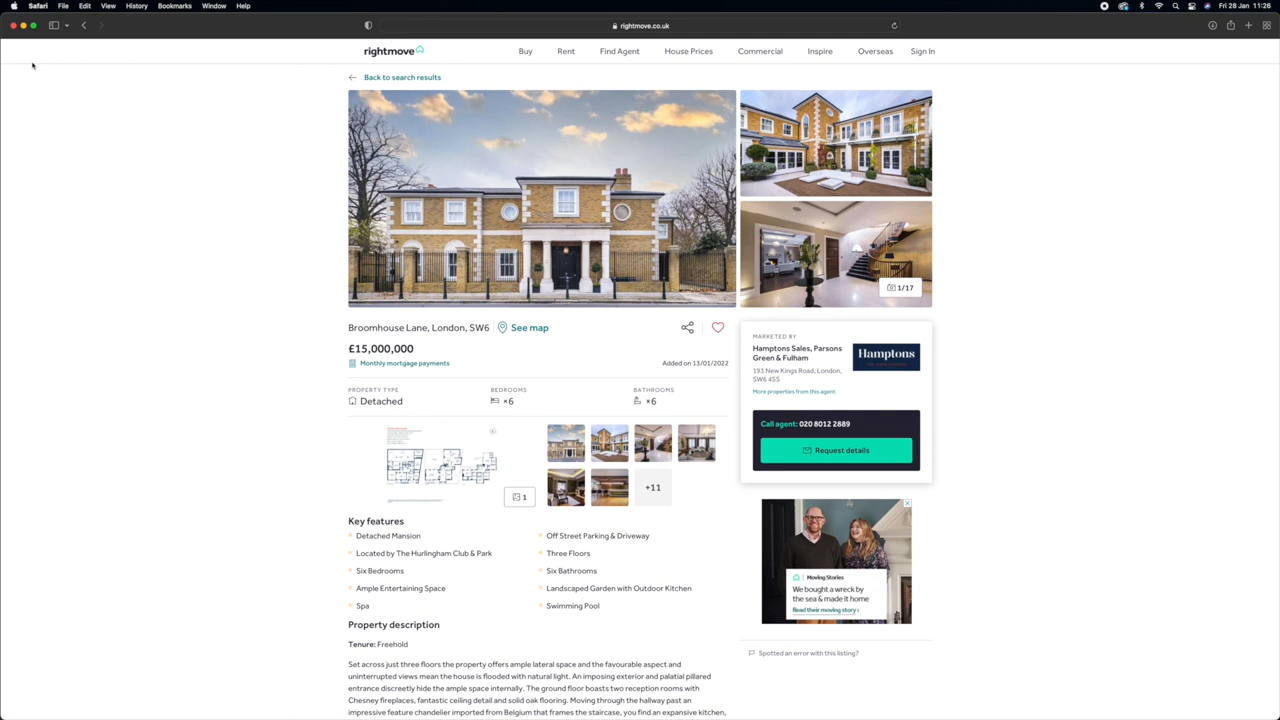 Safari File Edit View History Bookmarks Window Help
Fri 28 Jan 11:26
rightmove.co.uk
rightmove
Buy Rent Find Agent House Prices Commercial Inspire Overseas Sign In
Back to search results
1/17
Broomhouse Lane, London, SW6
See map
£15,000,000
Monthly mortgage payments
Added on 13/01/2022
PROPERTY TYPE BEDROOMS BATHROOMS
Detached ×6 ×6
1
+11
Key features
Detached Mansion
Off Street Parking & Driveway
Located by The Hurlingham Club & Park
Three Floors
Six Bedrooms
Six Bathrooms
Ample Entertaining Space
Landscaped Garden with Outdoor Kitchen
Spa
Swimming Pool
Property description
Tenure: Freehold
Set across just three floors the property offers ample lateral space and the favourable aspect and
uninterrupted views mean the house is flooded with natural light. An imposing exterior and palatial pillared
entrance discreetly hide the ample space internally. The ground floor boasts two reception rooms with
Chesney fireplaces, fantastic ceiling detail and solid oak flooring. Moving through the hallway past an
impressive feature chandelier imported from Belgium that frames the staircase, you find an expansive kitchen,
MARKETED BY
Hamptons Sales, Parsons
Green & Fulham
Hamptons
193 New Kings Road, London,
SW6 4SS
More properties from this agent
Call agent: 020 8012 2889
Request details
Moving Stories
We bought a wreck by
the sea & made it home
Read their moving story ›
Spotted an error with this listing?